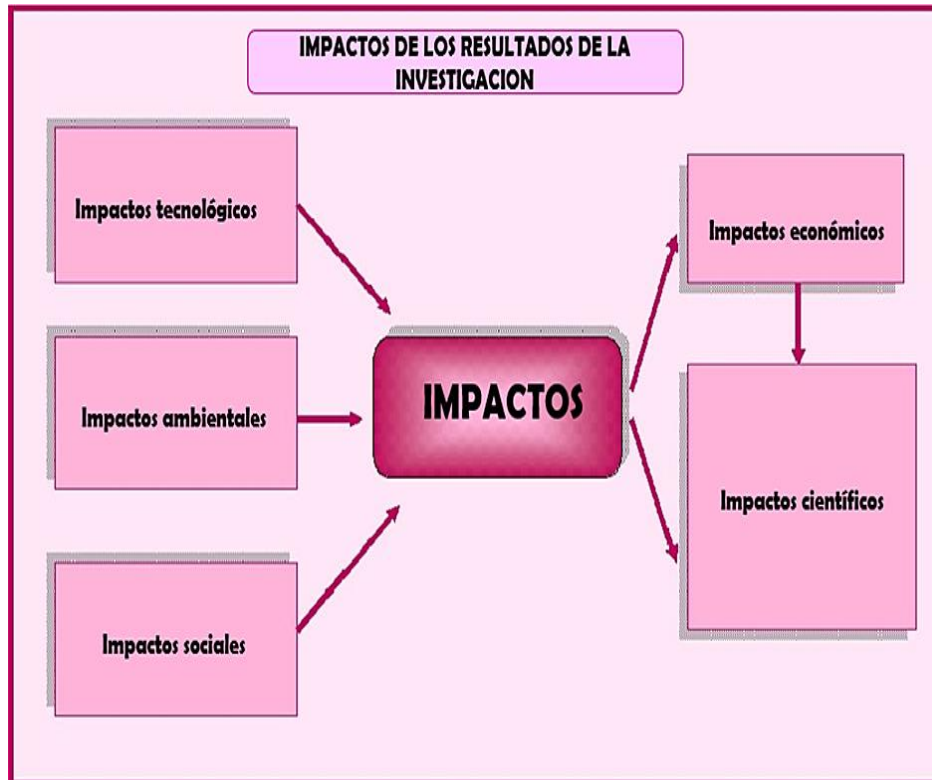 IMPACTOS DE LOS RESULTADOS DE LA
INVESTIGACION
Impactos tecnológicos
Impactos económicos
IMPACTOS
Impactos ambientales
Impactos científicos
Impactos sociales